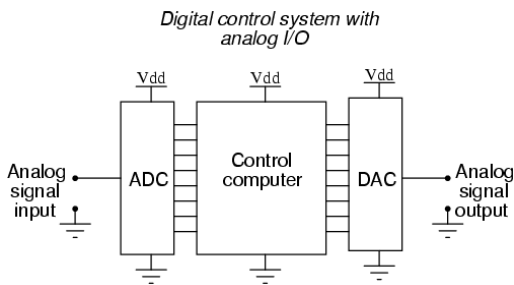 Digital control system with
analog I/O
Vdd
Vdd
Vdd
Analog
signal
input
ADC
Control
computer
DAC
Analog
signal
output